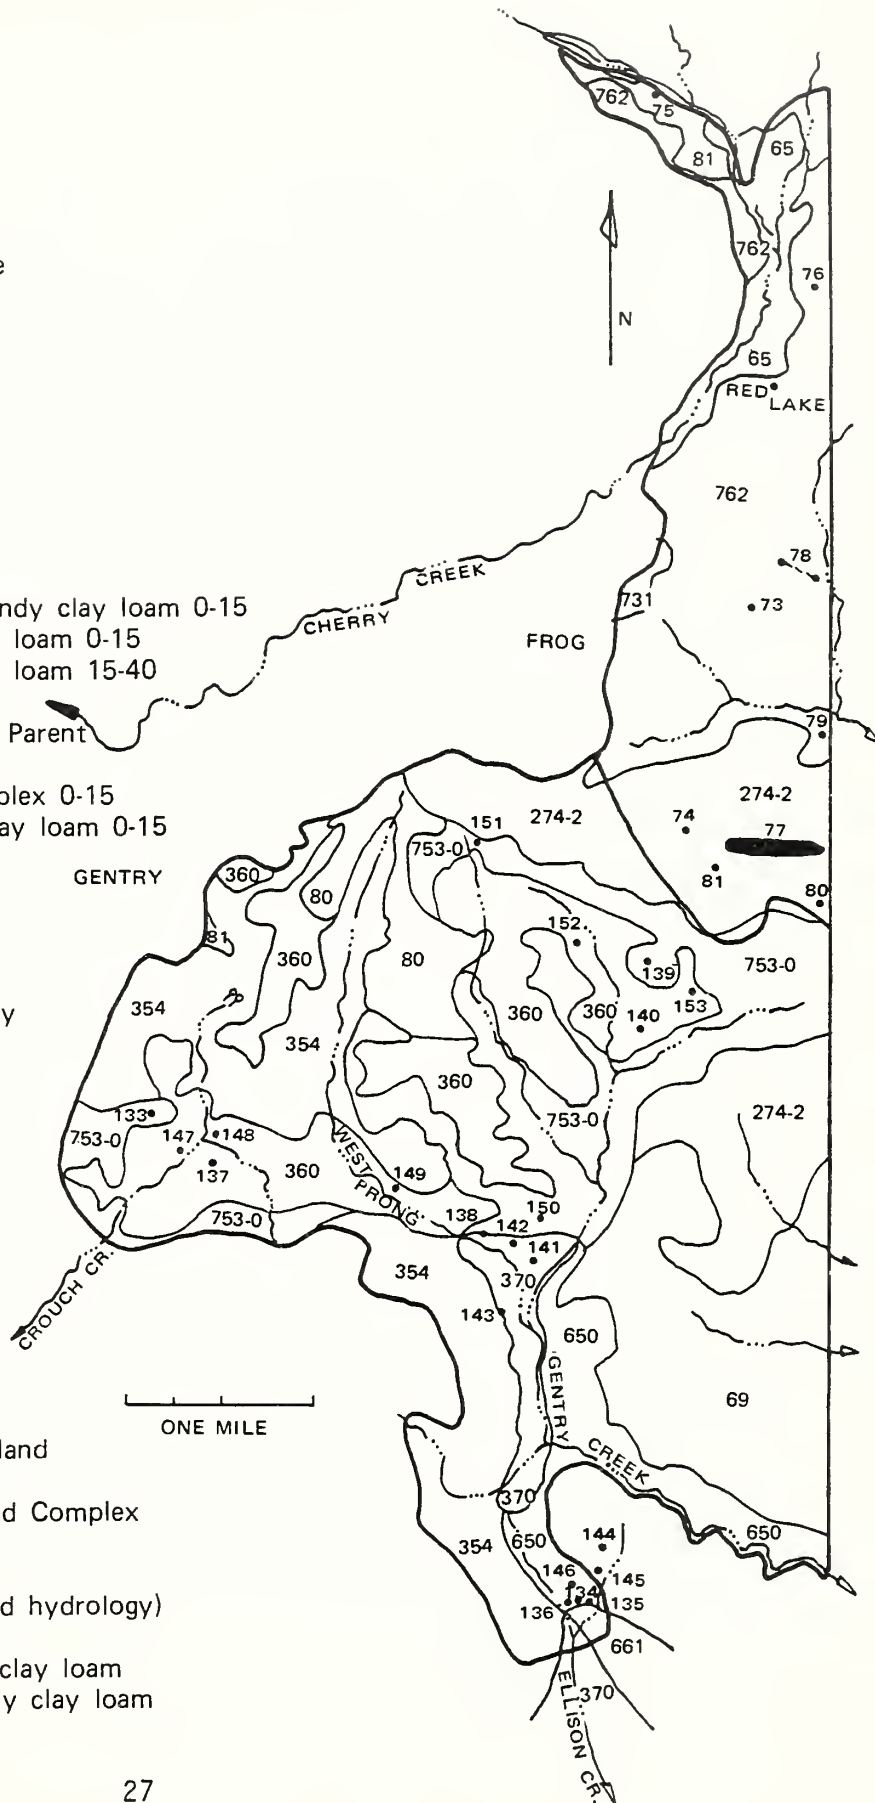 762
75
81
65
762
76
e
N
65
RED
LAKE
762
78
CREEK
ndy clay loam 0-15
731
73
CHERRY
loam 0-15
FROG
loam 15-40
79
Parent
plex 0-15
274-2
274-2
ay loam 0-15
151
74
77
753-0
GENTRY
360
81
80
80
152
81
360
80
139
753-0
354
y
360
360
153
354
140
360
133
753-0
274-2
753-0
147
148
WEST
PRONG
137
360
149
753-0
138
150
142
141
354
370
CROUCH CR.
143
650
GENTRY
CREEK
69
ONE MILE
land
370
d Complex
650
354
650
144
146
145
d hydrology)
134
136
135
661
clay loam
370
y clay loam
ELLISON CR.
27